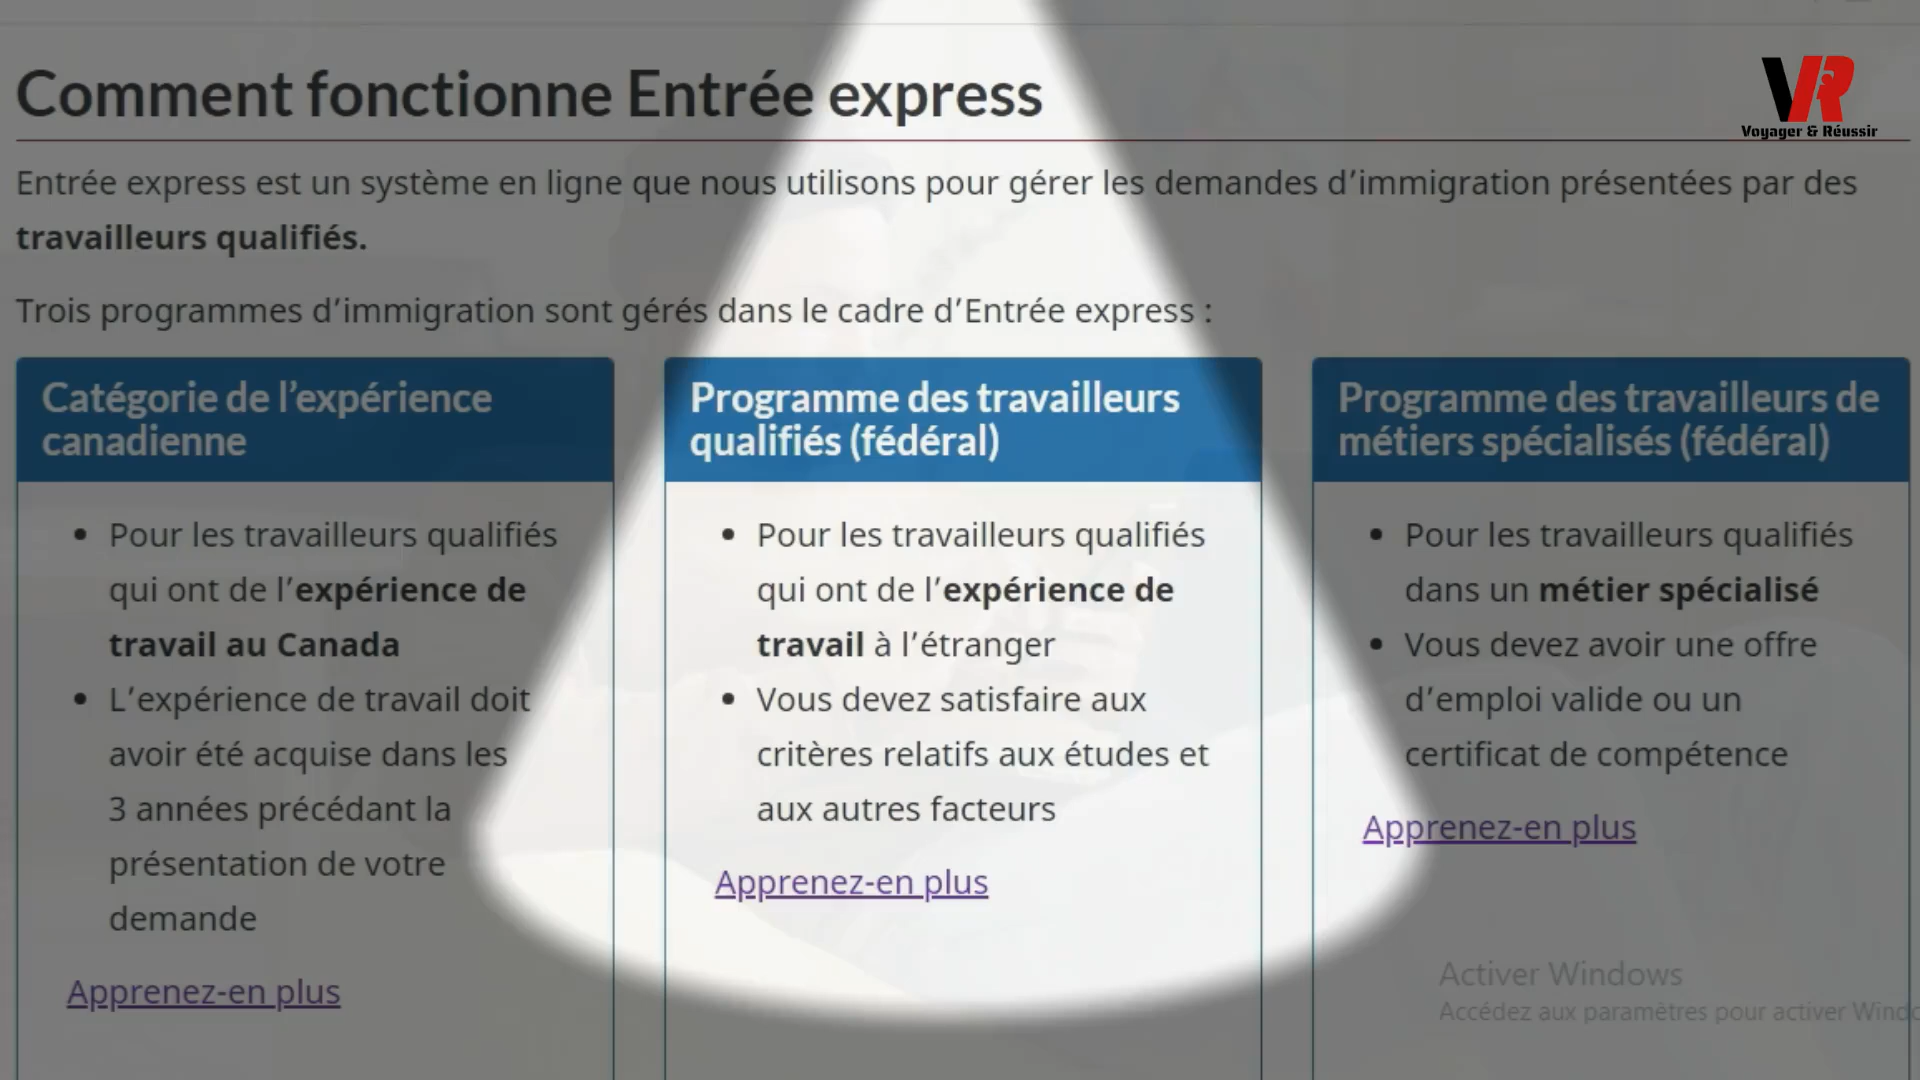 Comment fonctionne Entrée express
VR
Voyager & Réussir
Entrée express est un système en ligne que nous utilisons pour gérer les demandes d’immigration présentées par des
travailleurs qualifiés.
Trois programmes d’immigration sont gérés dans le cadre d’Entrée express :
Catégorie de l’expérience
canadienne
• Pour les travailleurs qualifiés
qui ont de l’expérience de
travail au Canada
• L’expérience de travail doit
avoir été acquise dans les
3 années précédant la
présentation de votre
demande
Apprenez-en plus
Programme des travailleurs
qualifiés (fédéral)
• Pour les travailleurs qualifiés
qui ont de l’expérience de
travail à l’étranger
• Vous devez satisfaire aux
critères relatifs aux études et
aux autres facteurs
Apprenez-en plus
Programme des travailleurs de
métiers spécialisés (fédéral)
• Pour les travailleurs qualifiés
dans un métier spécialisé
• Vous devez avoir une offre
d’emploi valide ou un
certificat de compétence
Apprenez-en plus
Activer Windows
Accédez aux paramètres pour activer Windo